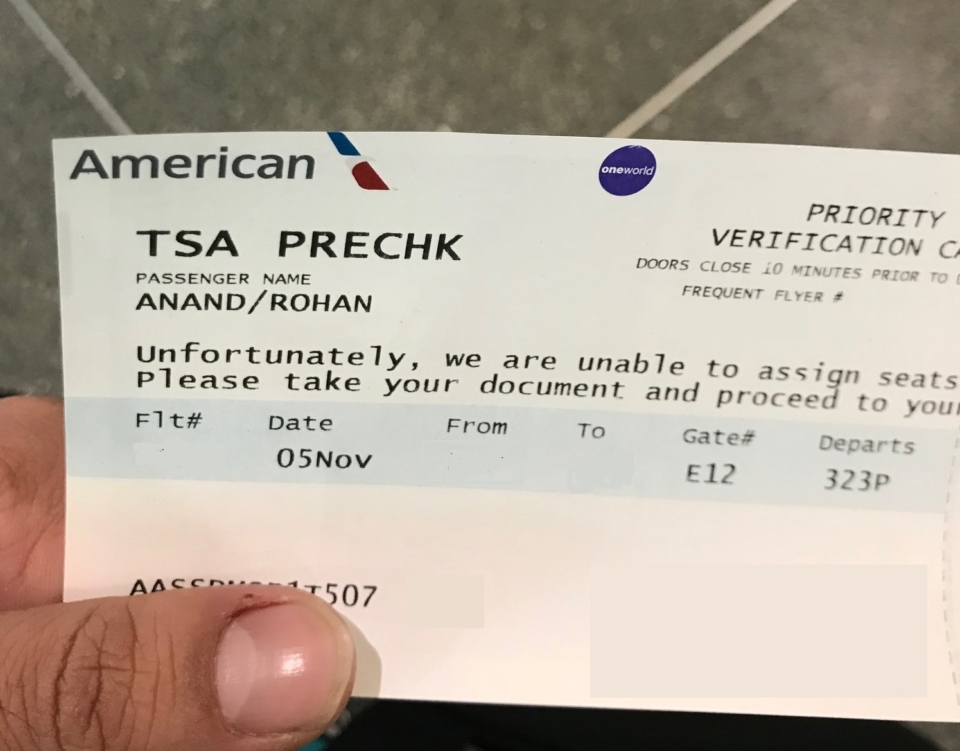 American
oneworld
PRIORITY
TSA PRECHK
VERIFICATION
PASSENGER NAME
DOORS CLOSE 10 MINUTES PRIOR TO
ANAND/ROHAN
FREQUENT FLYER #
Unfortunately, we are unable to assign seats
Please take your document and proceed to
Flt# Date From To Gate# Departs
05Nov E12 323P